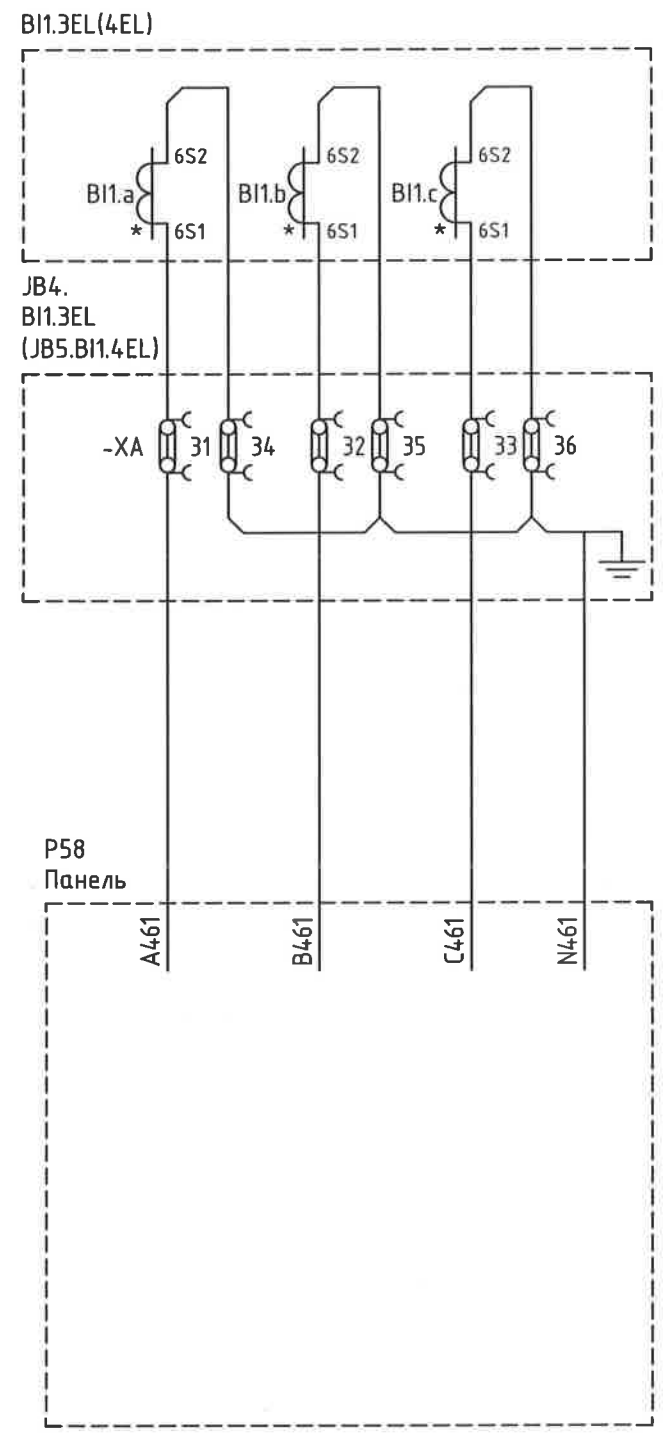 BI1.3EL(4EL)
6S2 6S2 6S2
BI1.a BI1.b BI1.c
* 6S1 * 6S1 * 6S1
JB4.
BI1.3EL
(JB5.BI1.4EL)
-XA 31 34 32 35 33 36
P58
Панель
A461 B461 C461 N461